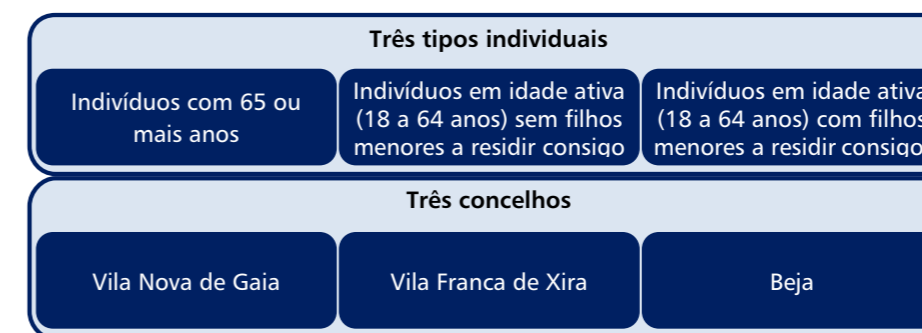 Três tipos individuais
Indivíduos com 65 ou
mais anos
Indivíduos em idade ativa
(18 a 64 anos) sem filhos
menores a residir consigo
Indivíduos em idade ativa
(18 a 64 anos) com filhos
menores a residir consigo
Três concelhos
Vila Nova de Gaia
Vila Franca de Xira
Beja